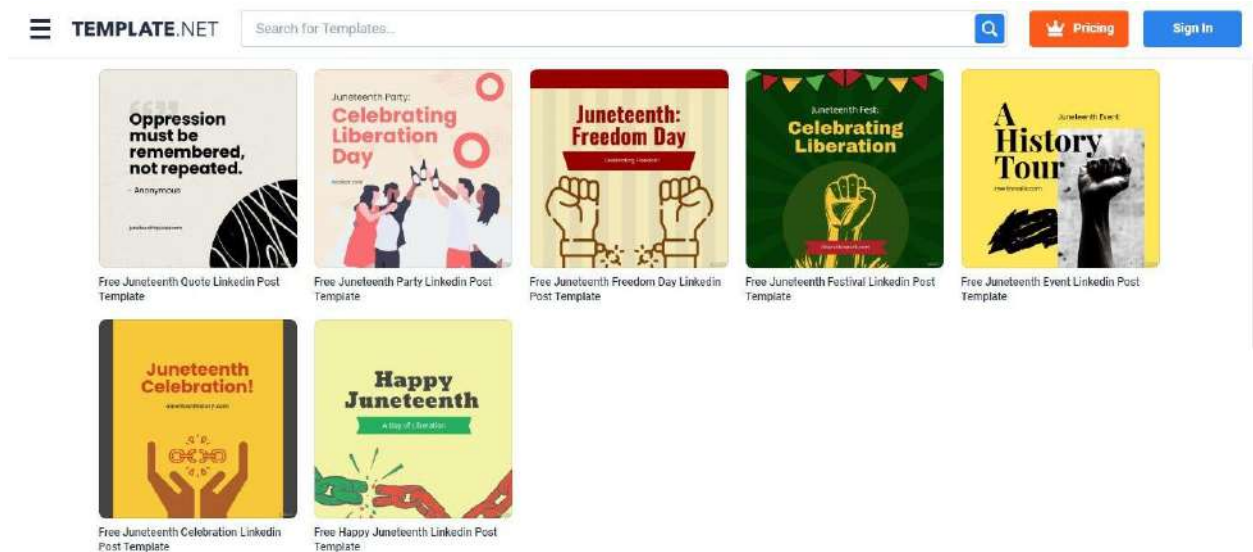 TEMPLATE.NET
Search for Templates...
Pricing
Sign In
Oppression
must be
remembered,
not repeated.
- Anonymous
Juneteenth Party:
Celebrating
Liberation
Day
Juneteenth:
Freedom Day
Celebrating Freedom
Juneteenth Fest:
Celebrating
Liberation
A
History
Tour
Juneteenth Event
Free Juneteenth Quote Linkedin Post
Template
Free Juneteenth Party Linkedin Post
Template
Free Juneteenth Freedom Day Linkedin
Post Template
Free Juneteenth Festival Linkedin Post
Template
Free Juneteenth Event Linkedin Post
Template
Juneteenth
Celebration!
Happy
Juneteenth
A Day of Liberation
Free Juneteenth Celebration Linkedin
Post Template
Free Happy Juneteenth Linkedin Post
Template